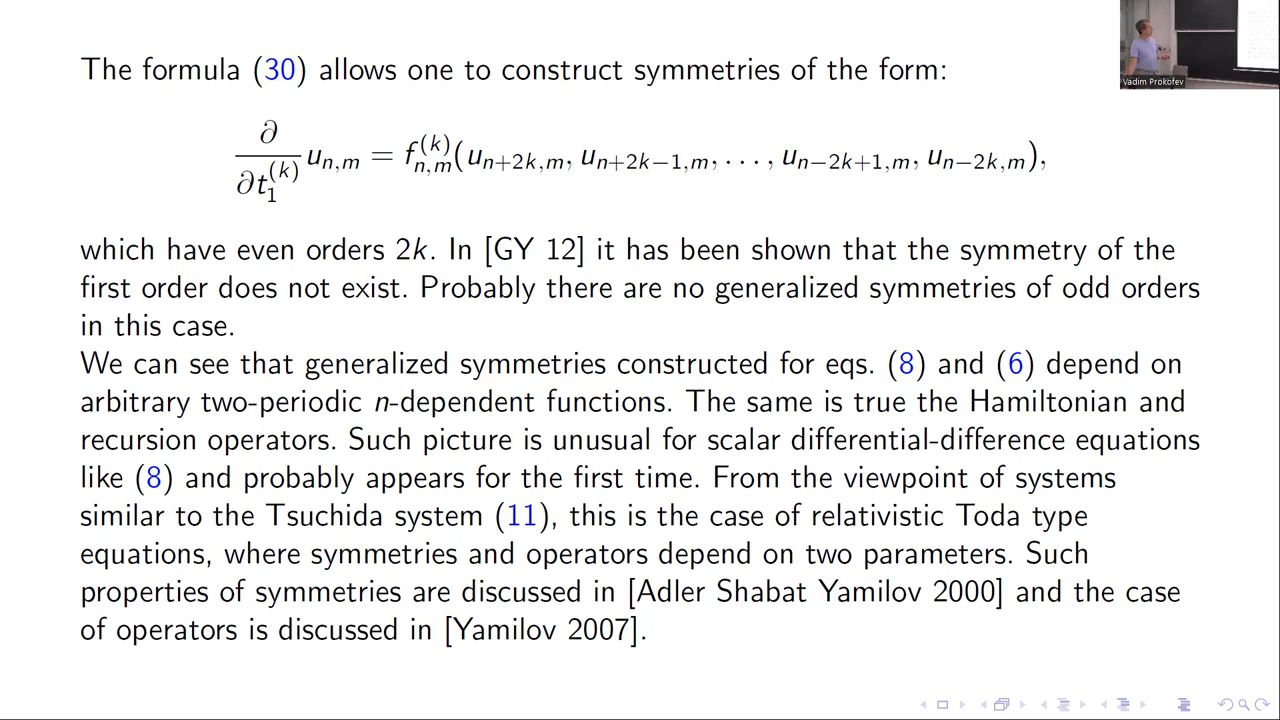 The formula (30) allows one to construct symmetries of the form:
∂/∂t₁^(k) u_{n,m} = f_{n,m}^{(k)}(u_{n+2k,m}, u_{n+2k−1,m}, . . . , u_{n−2k+1,m}, u_{n−2k,m}),
which have even orders 2k. In [GY 12] it has been shown that the symmetry of the
first order does not exist. Probably there are no generalized symmetries of odd orders
in this case.
We can see that generalized symmetries constructed for eqs. (8) and (6) depend on
arbitrary two-periodic n-dependent functions. The same is true the Hamiltonian and
recursion operators. Such picture is unusual for scalar differential-difference equations
like (8) and probably appears for the first time. From the viewpoint of systems
similar to the Tsuchida system (11), this is the case of relativistic Toda type
equations, where symmetries and operators depend on two parameters. Such
properties of symmetries are discussed in [Adler Shabat Yamilov 2000] and the case
of operators is discussed in [Yamilov 2007].
Vadim Prokofev